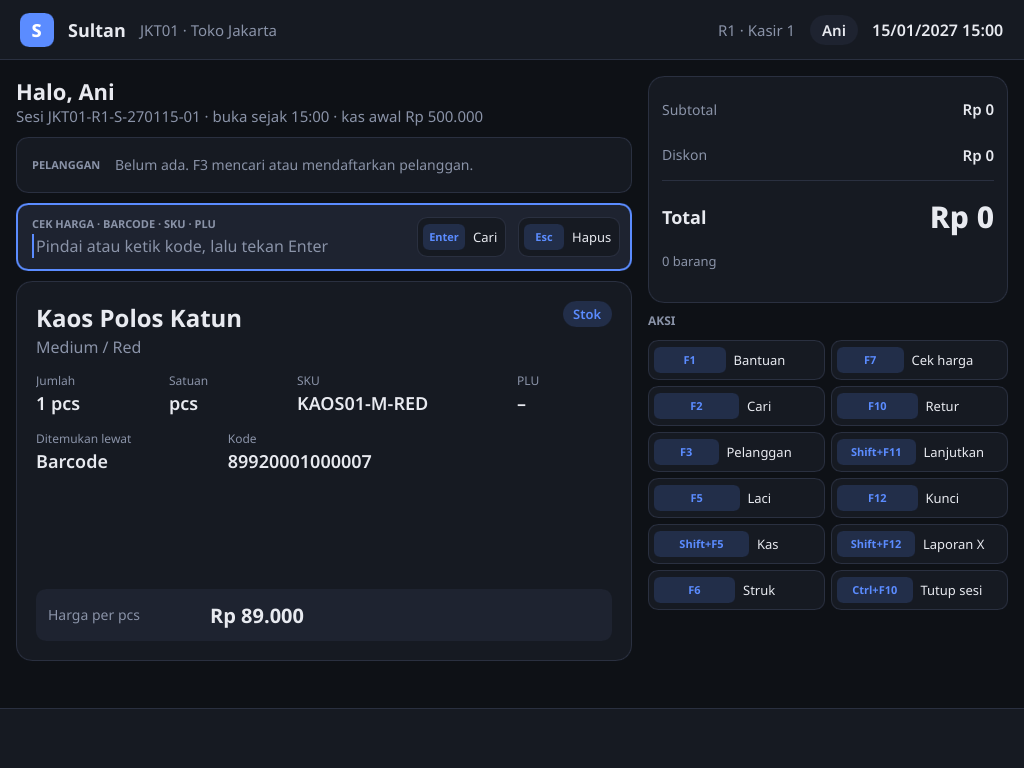 S Sultan JKT01 · Toko Jakarta R1 · Kasir 1 Ani 15/01/2027 15:00
Halo, Ani
Sesi JKT01-R1-S-270115-01 · buka sejak 15:00 · kas awal Rp 500.000
PELANGGAN Belum ada. F3 mencari atau mendaftarkan pelanggan.
CEK HARGA · BARCODE · SKU · PLU
Pindai atau ketik kode, lalu tekan Enter
Enter Cari Esc Hapus
Kaos Polos Katun Stok
Medium / Red
Jumlah Satuan SKU PLU
1 pcs pcs KAOS01-M-RED –
Ditemukan lewat Kode
Barcode 89920001000007
Harga per pcs Rp 89.000
Subtotal Rp 0
Diskon Rp 0
Total Rp 0
0 barang
AKSI
F1 Bantuan F7 Cek harga
F2 Cari F10 Retur
F3 Pelanggan Shift+F11 Lanjutkan
F5 Laci F12 Kunci
Shift+F5 Kas Shift+F12 Laporan X
F6 Struk Ctrl+F10 Tutup sesi